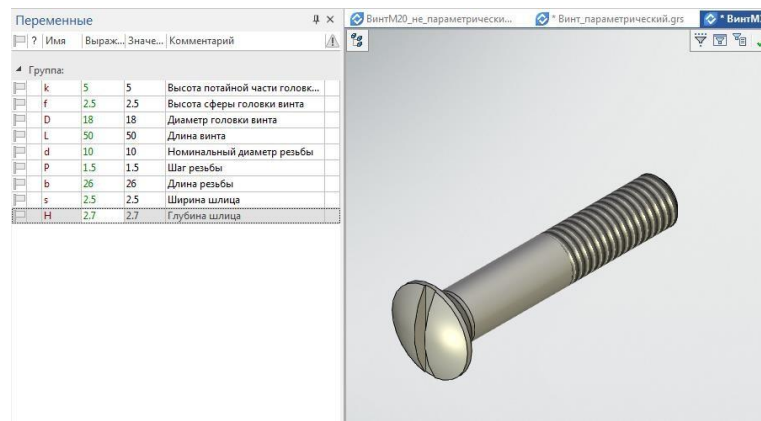 Переменные
ВинтМ20_не_параметрически...
* Винт_параметрический.grs
* ВинтМ
? Имя Выраж... Значе... Комментарий
Группа:
k 5 5 Высота потайной части головк...
f 2.5 2.5 Высота сферы головки винта
D 18 18 Диаметр головки винта
L 50 50 Длина винта
d 10 10 Номинальный диаметр резьбы
P 1.5 1.5 Шаг резьбы
b 26 26 Длина резьбы
s 2.5 2.5 Ширина шлица
H 2.7 2.7 Глубина шлица